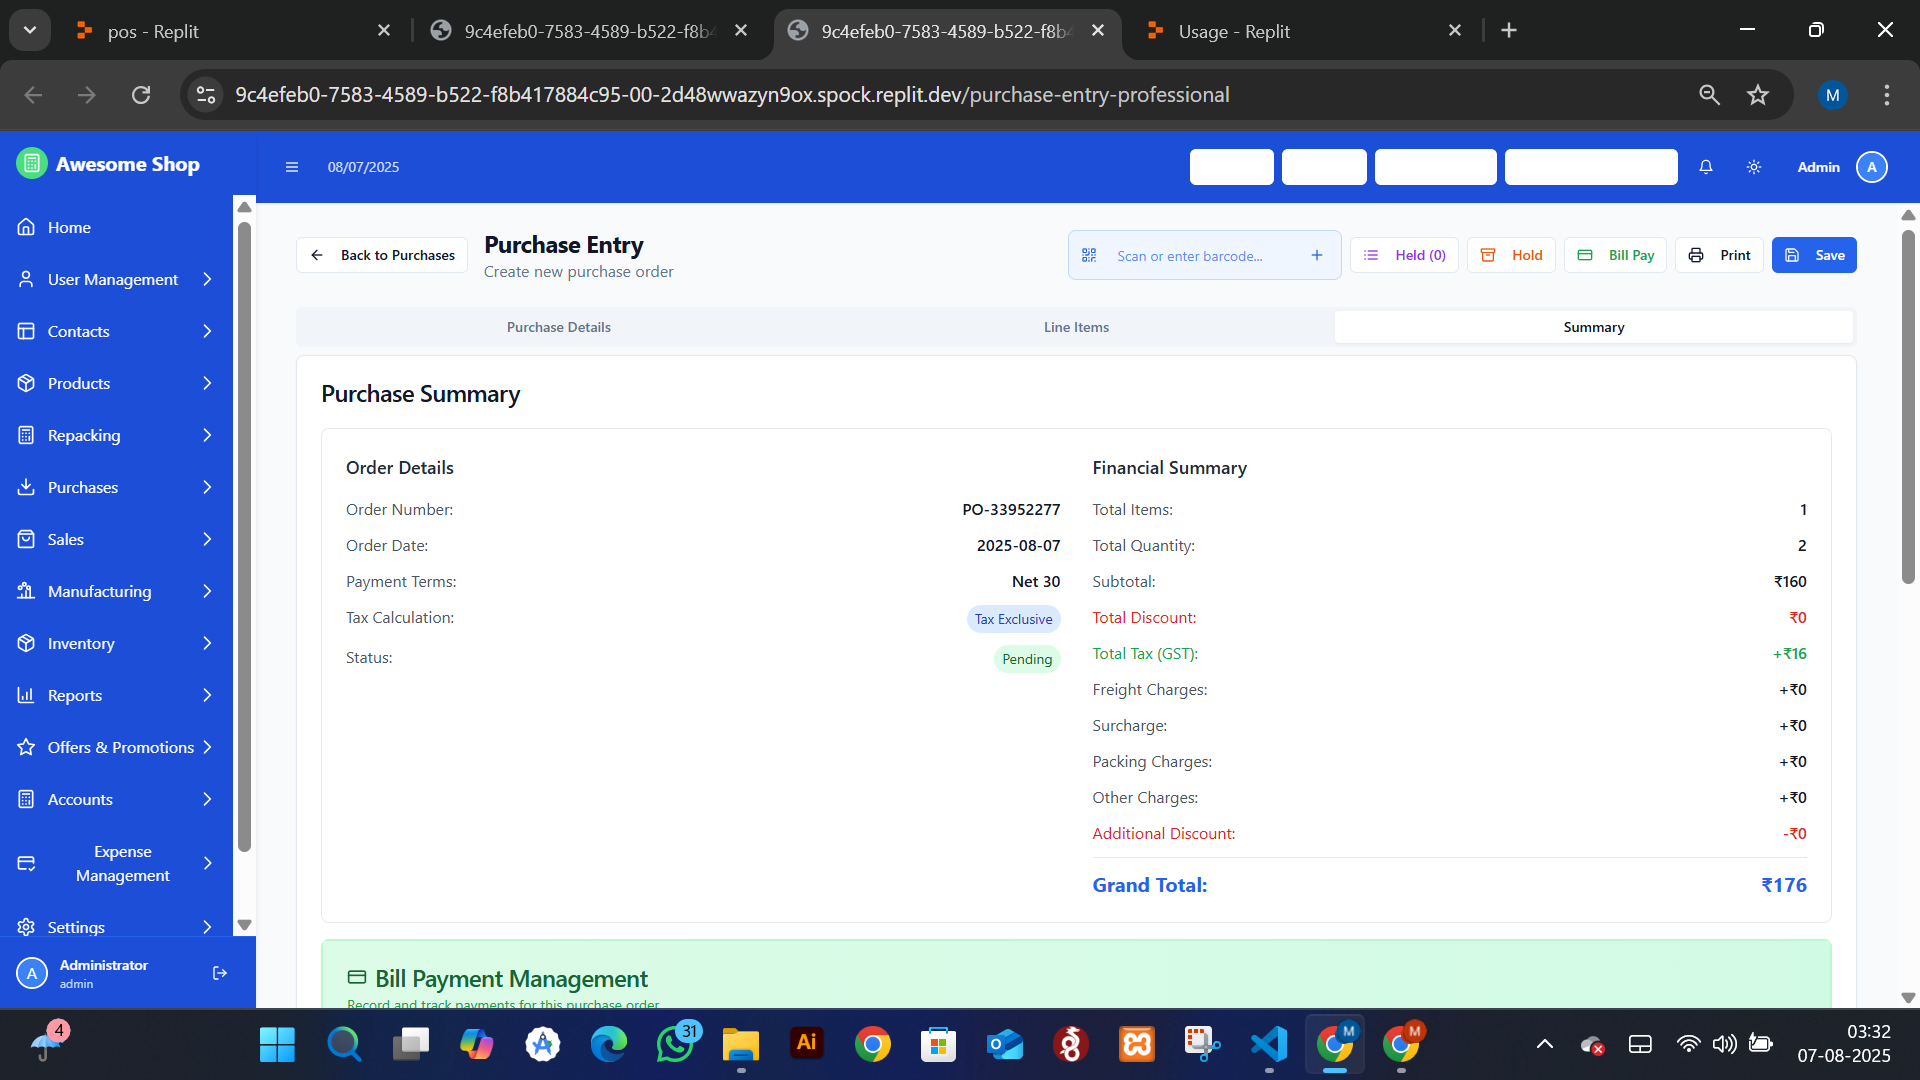 pos - Replit
9c4efeb0-7583-4589-b522-f8b4
9c4efeb0-7583-4589-b522-f8b4
Usage - Replit
9c4efeb0-7583-4589-b522-f8b417884c95-00-2d48wwazyn9ox.spock.replit.dev/purchase-entry-professional
M
Awesome Shop
08/07/2025
Admin
A
Home
User Management
Contacts
Products
Repacking
Purchases
Sales
Manufacturing
Inventory
Reports
Offers & Promotions
Accounts
Expense
Management
Settings
A
Administrator
admin
Back to Purchases
Purchase Entry
Create new purchase order
Scan or enter barcode...
+
Held (0)
Hold
Bill Pay
Print
Save
Purchase Details
Line Items
Summary
Purchase Summary
Order Details
Order Number: PO-33952277
Order Date: 2025-08-07
Payment Terms: Net 30
Tax Calculation: Tax Exclusive
Status: Pending
Financial Summary
Total Items: 1
Total Quantity: 2
Subtotal: ₹160
Total Discount: ₹0
Total Tax (GST): +₹16
Freight Charges: +₹0
Surcharge: +₹0
Packing Charges: +₹0
Other Charges: +₹0
Additional Discount: -₹0
Grand Total: ₹176
Bill Payment Management
Record and track payments for this purchase order
4
31
Ai
M
M
03:32
07-08-2025